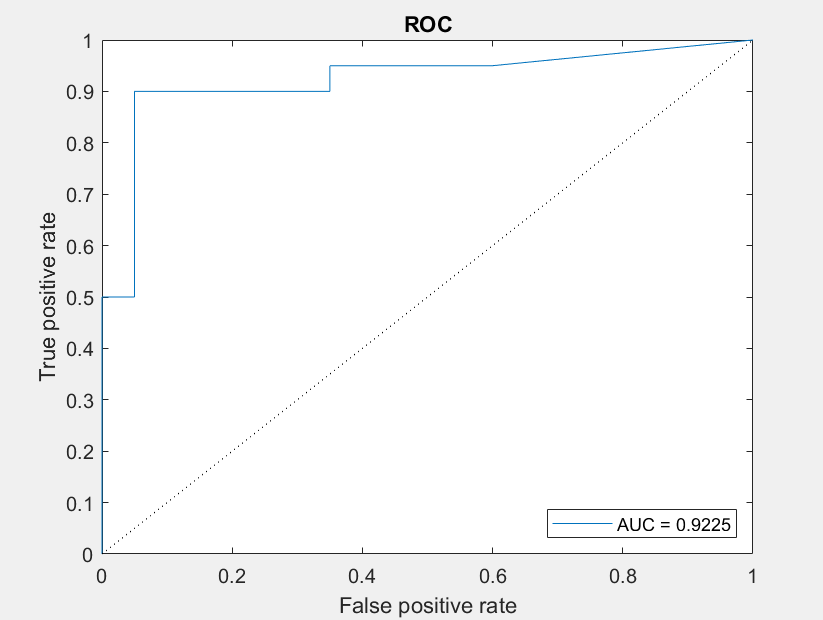 ROC
1
0.9
0.8
0.7
0.6
0.5
0.4
0.3
0.2
0.1
0
True positive rate
AUC = 0.9225
0 0.2 0.4 0.6 0.8 1
False positive rate